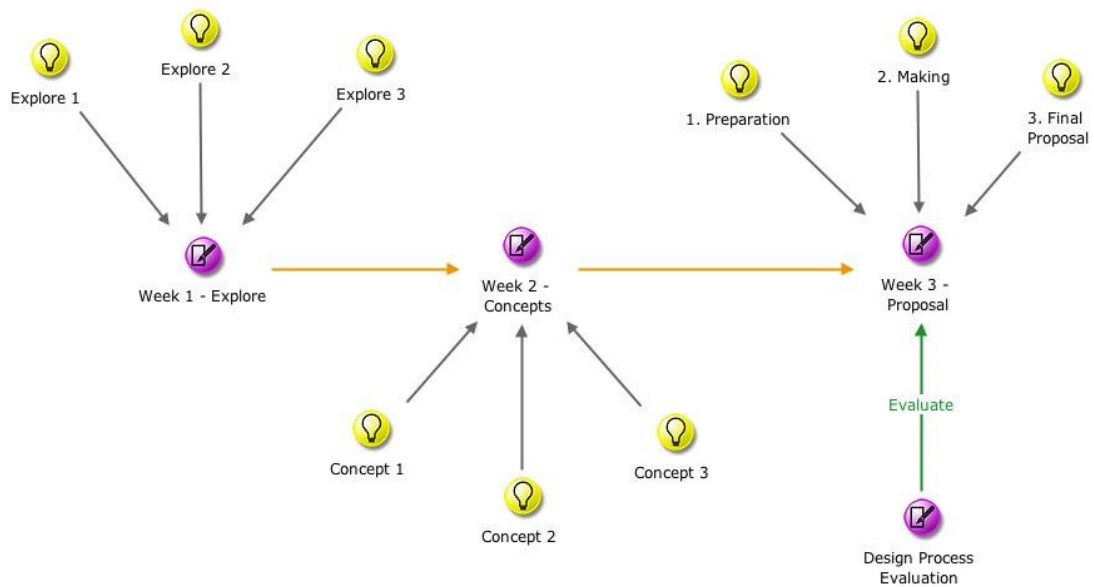 Explore 1
Explore 2
Explore 3
Week 1 - Explore
Week 2 -
Concepts
Concept 1
Concept 2
Concept 3
1. Preparation
2. Making
3. Final
Proposal
Week 3 -
Proposal
Evaluate
Design Process
Evaluation